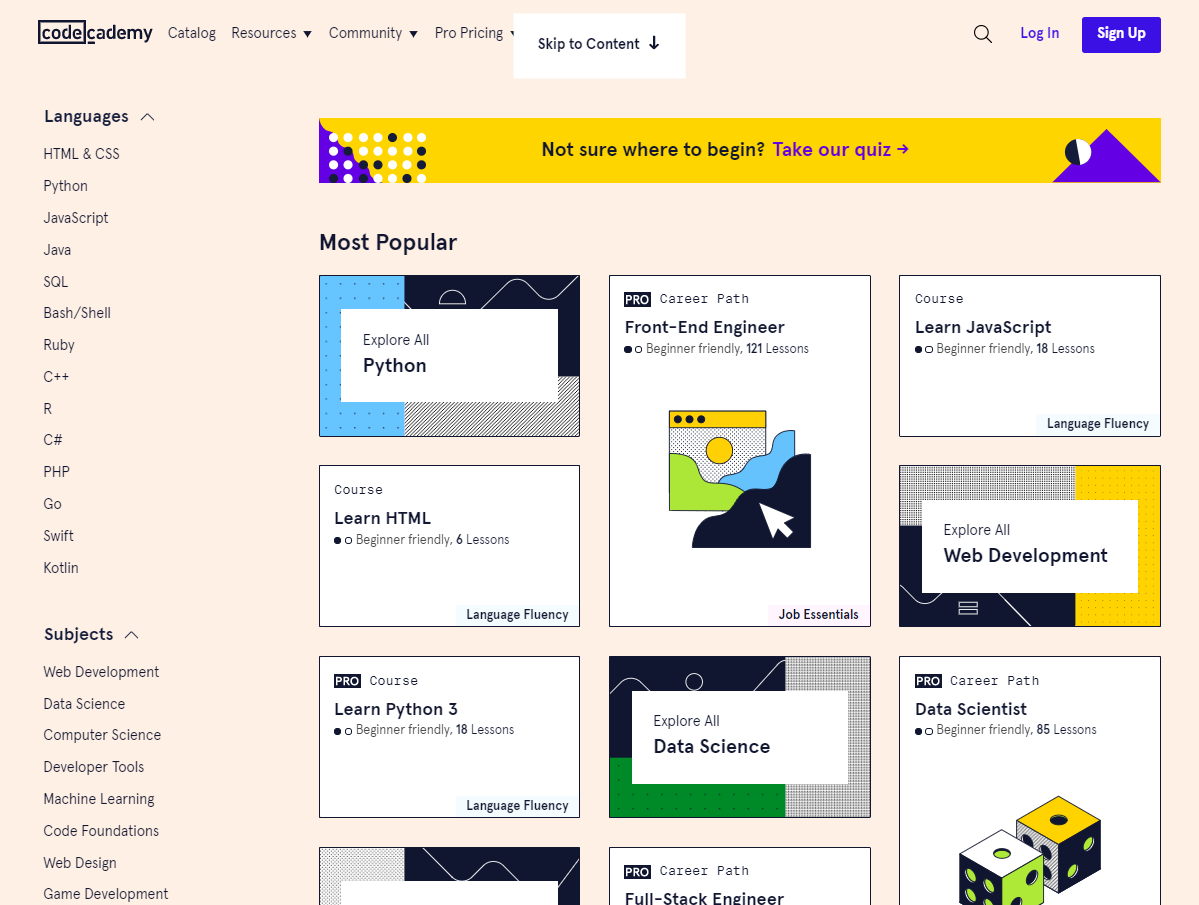 codecademy
Catalog
Resources
Community
Pro Pricing
Skip to Content
Log In
Sign Up
Languages
HTML & CSS
Python
JavaScript
Java
SQL
Bash/Shell
Ruby
C++
R
C#
PHP
Go
Swift
Kotlin
Subjects
Web Development
Data Science
Computer Science
Developer Tools
Machine Learning
Code Foundations
Web Design
Game Development
Not sure where to begin? Take our quiz →
Most Popular
Explore All
Python
PRO Career Path
Front-End Engineer
Beginner friendly, 121 Lessons
Job Essentials
Course
Learn JavaScript
Beginner friendly, 18 Lessons
Language Fluency
Course
Learn HTML
Beginner friendly, 6 Lessons
Language Fluency
Explore All
Web Development
PRO Course
Learn Python 3
Beginner friendly, 18 Lessons
Language Fluency
Explore All
Data Science
PRO Career Path
Data Scientist
Beginner friendly, 85 Lessons
PRO Career Path
Full-Stack Engineer